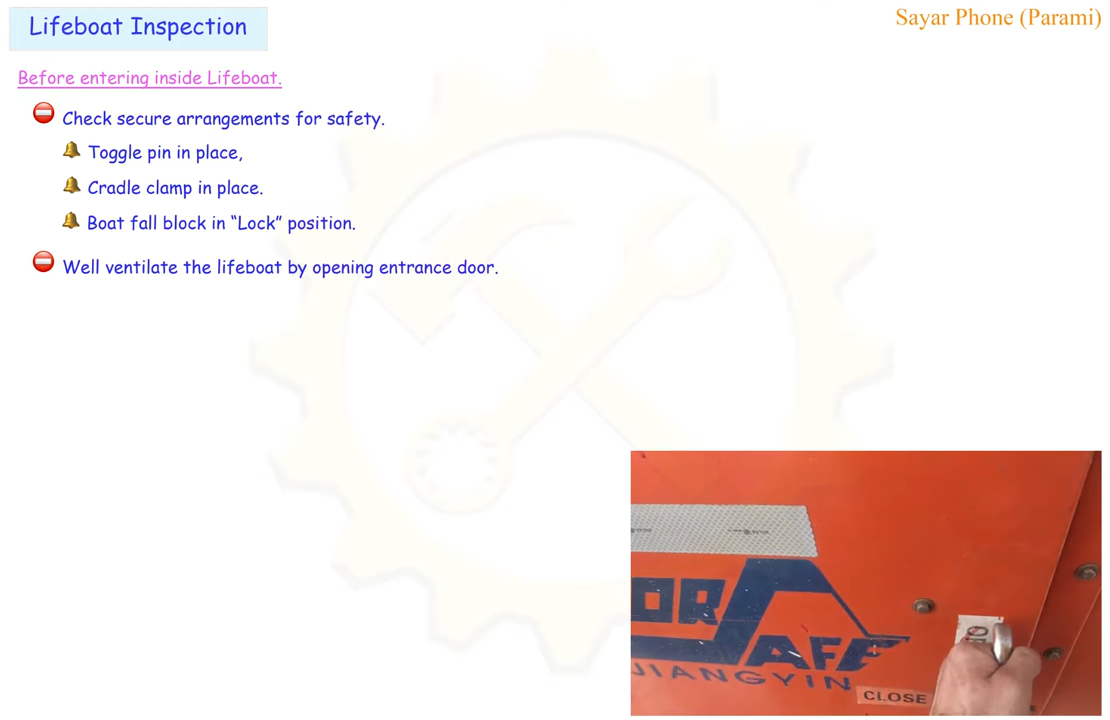 Lifeboat Inspection
Sayar Phone (Parami)
Before entering inside Lifeboat.
Check secure arrangements for safety.
Toggle pin in place,
Cradle clamp in place.
Boat fall block in “Lock” position.
Well ventilate the lifeboat by opening entrance door.
JIANGYIN
CLOSE